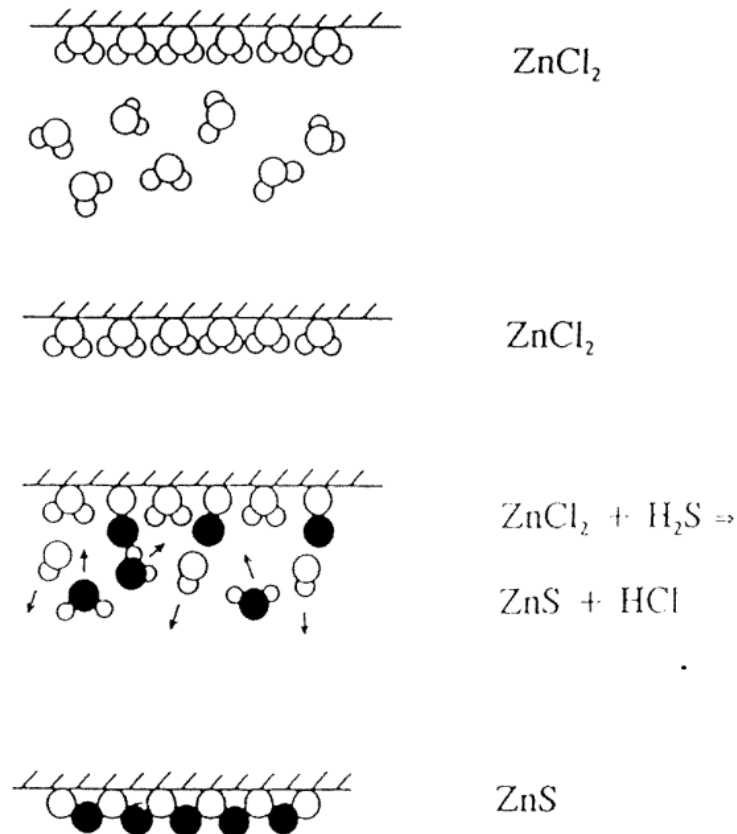 ZnCl₂
ZnCl₂
ZnCl₂ + H₂S ⇒
ZnS + HCl
ZnS